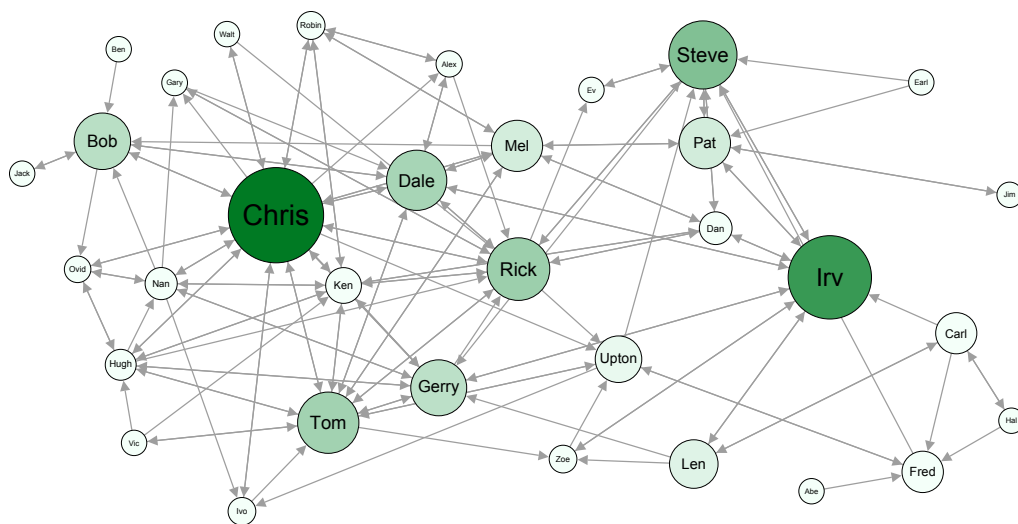 Robin
Walt
Ben
Steve
Alex
Gary
Ev
Earl
Bob
Mel
Pat
Jack
Dale
Jim
Chris
Dan
Ovid
Nan
Ken
Rick
Irv
Carl
Hugh
Upton
Gerry
Tom
Hal
Vic
Zoe
Len
Fred
Abe
Ivo